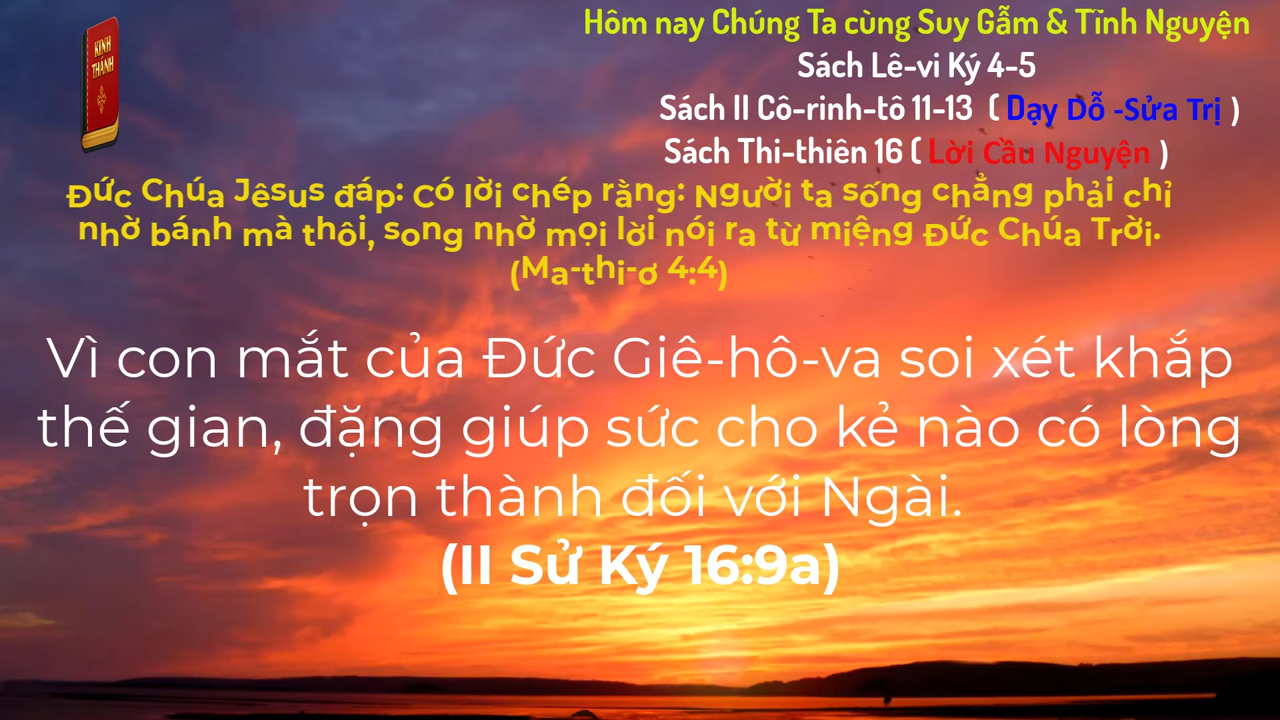 KINH
THÁNH
Hôm nay Chúng Ta cùng Suy Gẫm & Tĩnh Nguyện
Sách Lê-vi Ký 4-5
Sách II Cô-rinh-tô 11-13 ( Dạy Dỗ -Sửa Trị )
Sách Thi-thiên 16 ( Lời Cầu Nguyện )
Đức Chúa Jêsus đáp: Có lời chép rằng: Người ta sống chẳng phải chỉ
nhờ bánh mà thôi, song nhờ mọi lời nói ra từ miệng Đức Chúa Trời.
(Ma-thi-ơ 4:4)
Vì con mắt của Đức Giê-hô-va soi xét khắp
thế gian, đặng giúp sức cho kẻ nào có lòng
trọn thành đối với Ngài.
(II Sử Ký 16:9a)